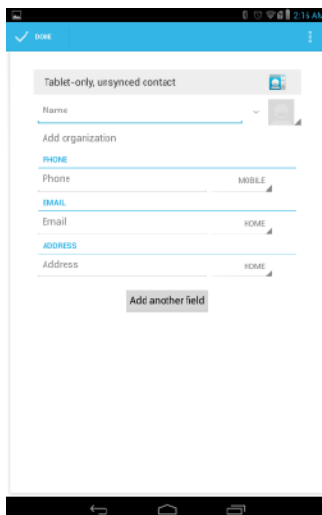 2:15 AM
DONE
Tablet-only, unsynced contact
Name
Add organization
PHONE
Phone MOBILE
EMAIL
Email HOME
ADDRESS
Address HOME
Add another field